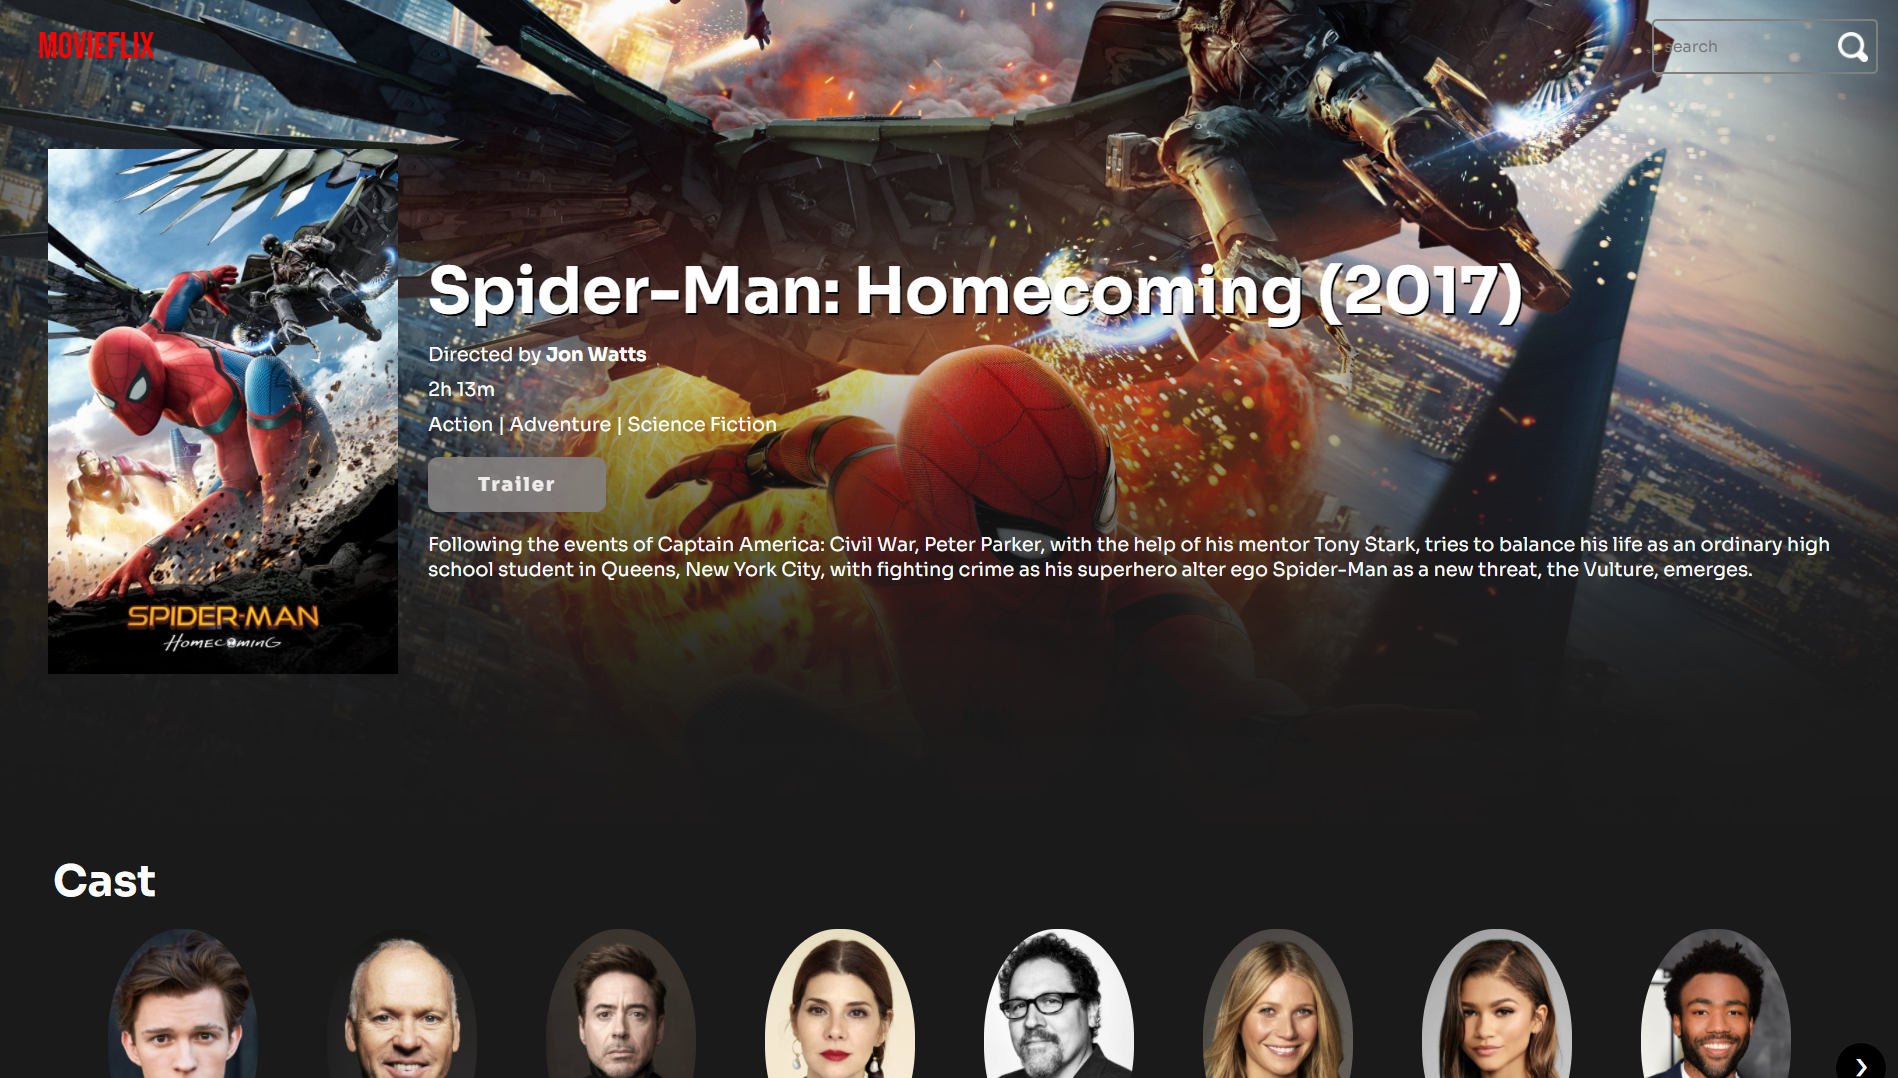 MOVIEFLIX
search
Spider-Man: Homecoming (2017)
Directed by Jon Watts
2h 13m
Action | Adventure | Science Fiction
Trailer
Following the events of Captain America: Civil War, Peter Parker, with the help of his mentor Tony Stark, tries to balance his life as an ordinary high
school student in Queens, New York City, with fighting crime as his superhero alter ego Spider-Man as a new threat, the Vulture, emerges.
SPIDER-MAN
HOMECOMING
Cast